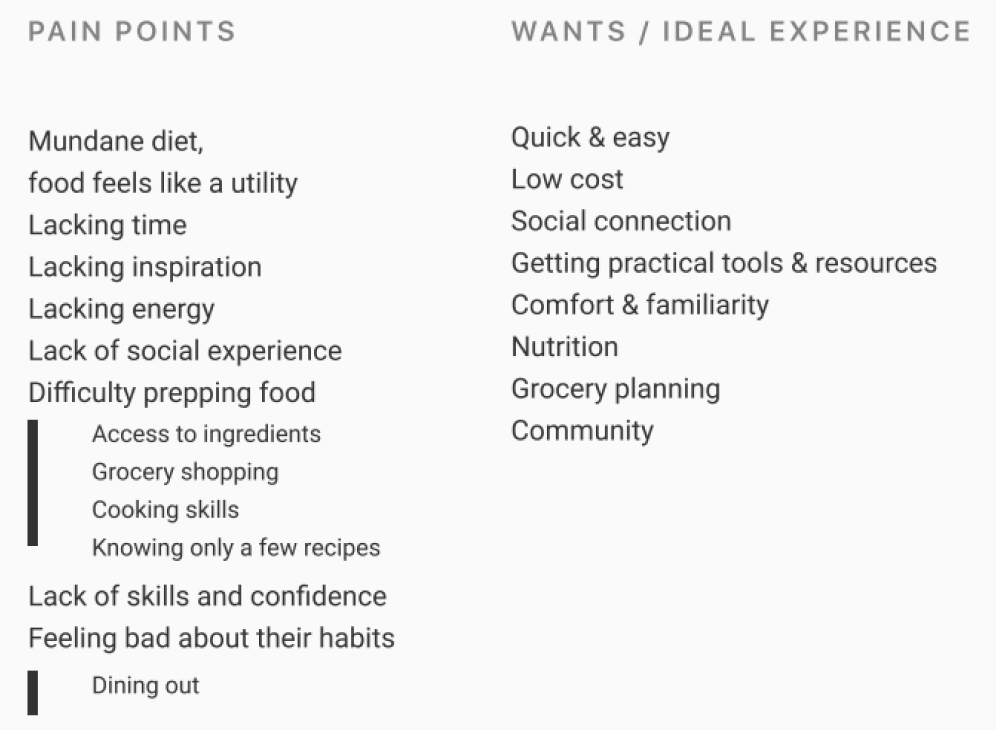 PAIN POINTS
Mundane diet,
food feels like a utility
Lacking time
Lacking inspiration
Lacking energy
Lack of social experience
Difficulty prepping food
Access to ingredients
Grocery shopping
Cooking skills
Knowing only a few recipes
Lack of skills and confidence
Feeling bad about their habits
Dining out
WANTS / IDEAL EXPERIENCE
Quick & easy
Low cost
Social connection
Getting practical tools & resources
Comfort & familiarity
Nutrition
Grocery planning
Community